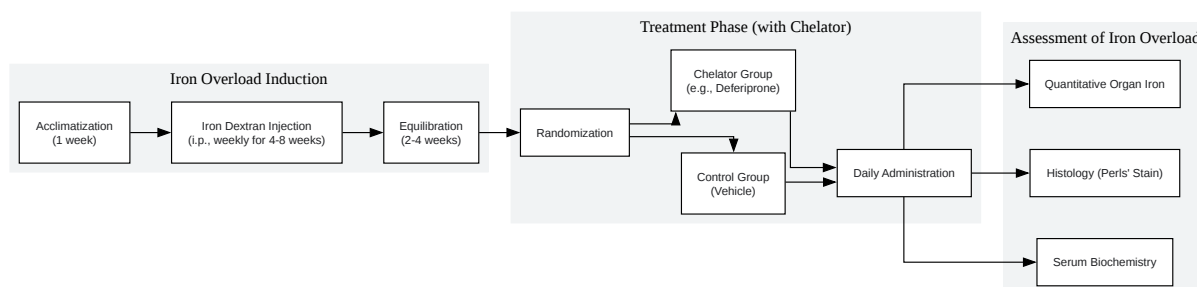 Iron Overload Induction
Acclimatization
(1 week)
Iron Dextran Injection
(i.p., weekly for 4-8 weeks)
Equilibration
(2-4 weeks)
Treatment Phase (with Chelator)
Randomization
Chelator Group
(e.g., Deferiprone)
Control Group
(Vehicle)
Daily Administration
Assessment of Iron Overload
Quantitative Organ Iron
Histology (Perls' Stain)
Serum Biochemistry